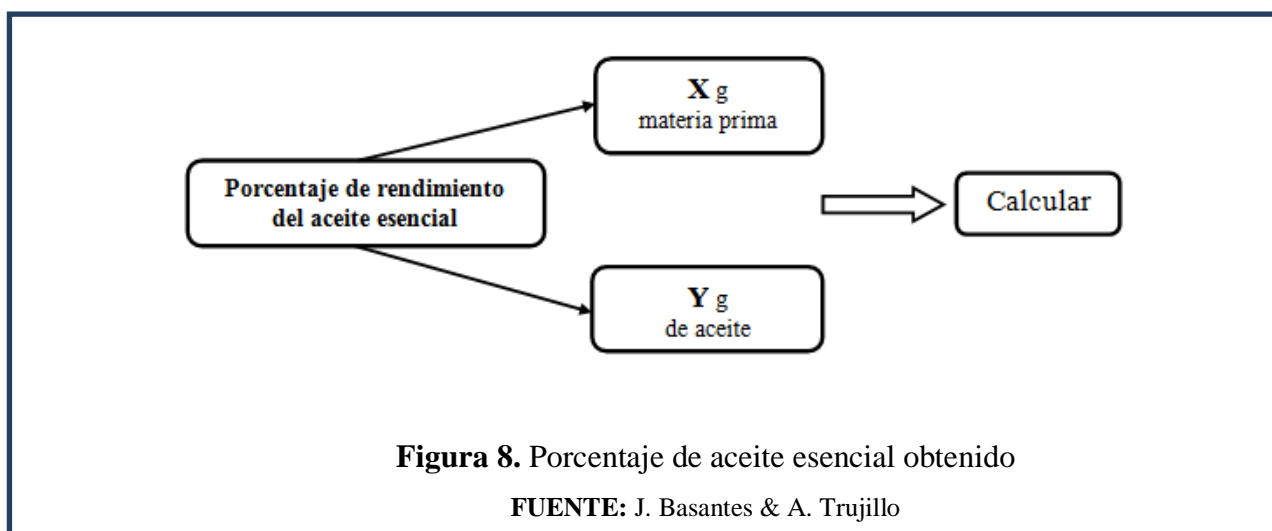 X g
materia prima
Porcentaje de rendimiento
del aceite esencial
Calcular
Y g
de aceite
Figura 8. Porcentaje de aceite esencial obtenido
FUENTE: J. Basantes & A. Trujillo